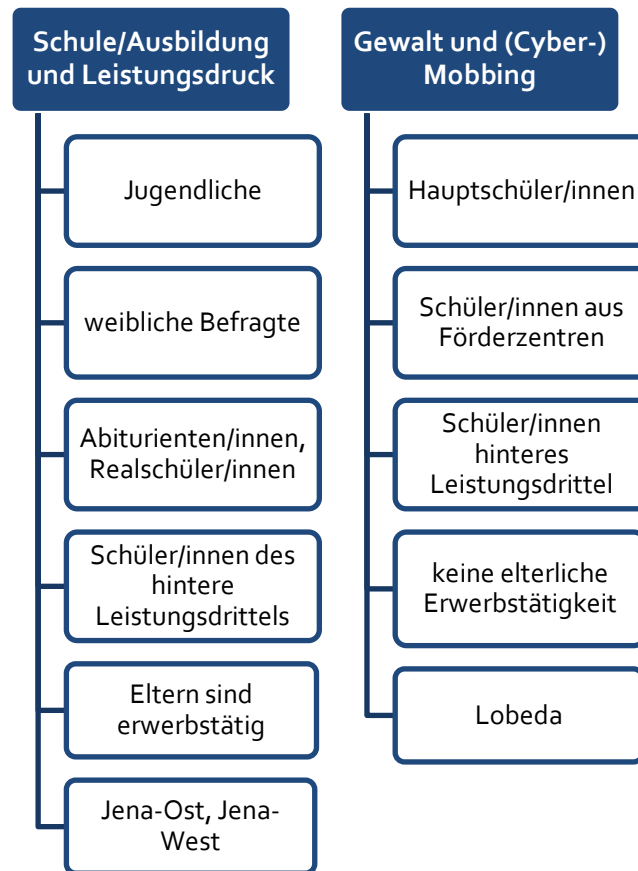 Schule/Ausbildung
und Leistungsdruck
Jugendliche
weibliche Befragte
Abiturienten/innen,
Realschüler/innen
Schüler/innen des
hintere
Leistungsdrittels
Eltern sind
erwerbstätig
Jena-Ost, Jena-
West
Gewalt und (Cyber-)
Mobbing
Hauptschüler/innen
Schüler/innen aus
Förderzentren
Schüler/innen
hinteres
Leistungsdrittel
keine elterliche
Erwerbstätigkeit
Lobeda